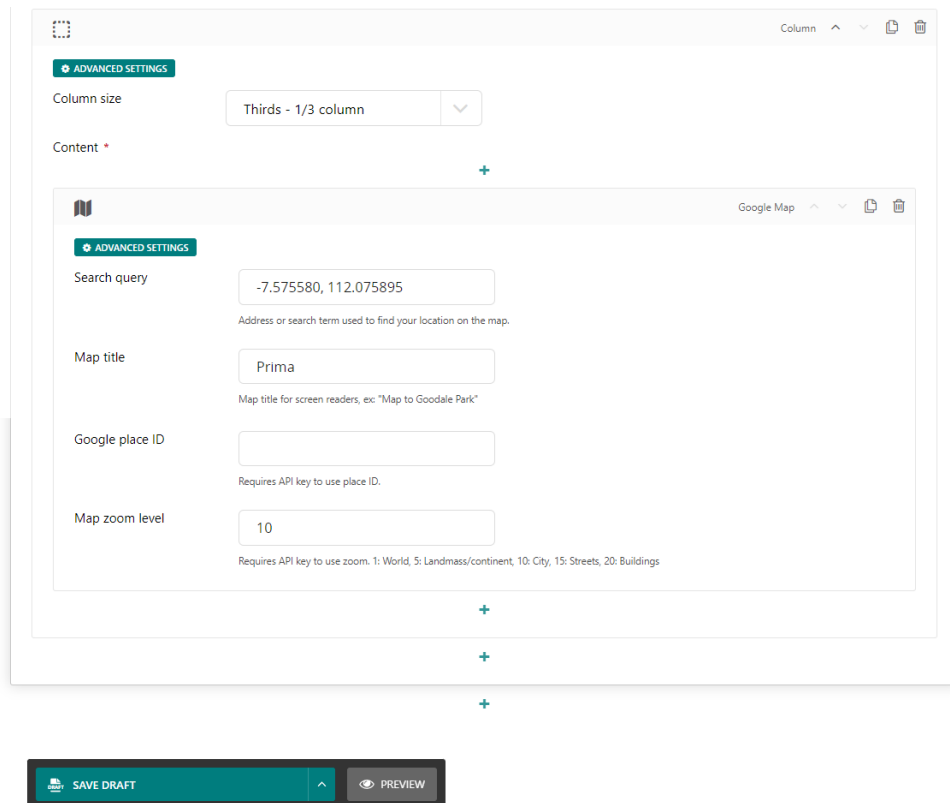 Column
ADVANCED SETTINGS
Column size
Thirds - 1/3 column
Content *
Google Map
ADVANCED SETTINGS
Search query
-7.575580, 112.075895
Address or search term used to find your location on the map.
Map title
Prima
Map title for screen readers, ex: "Map to Goodale Park"
Google place ID
Requires API key to use place ID.
Map zoom level
10
Requires API key to use zoom. 1: World, 5: Landmass/continent, 10: City, 15: Streets, 20: Buildings
DRAFT
SAVE DRAFT
PREVIEW